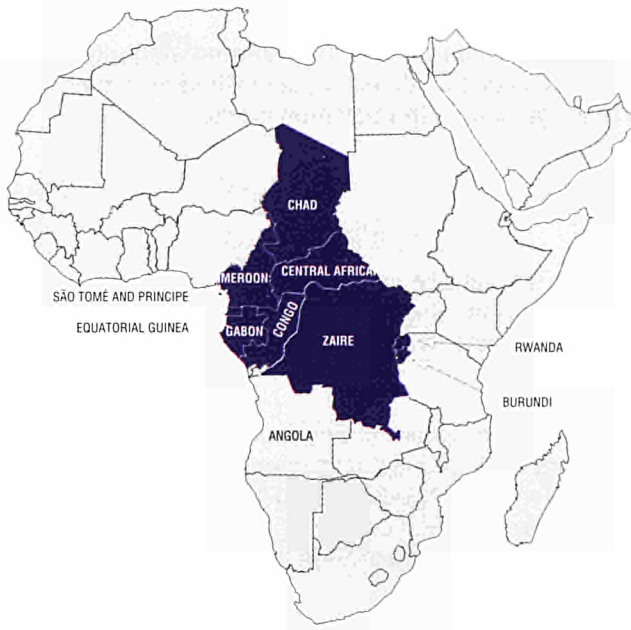 CHAD
MEROON
CENTRAL AFRICA
SÃO TOMÉ AND PRINCIPE
EQUATORIAL GUINEA
GABON
CONGO
ZAIRE
RWANDA
BURUNDI
ANGOLA